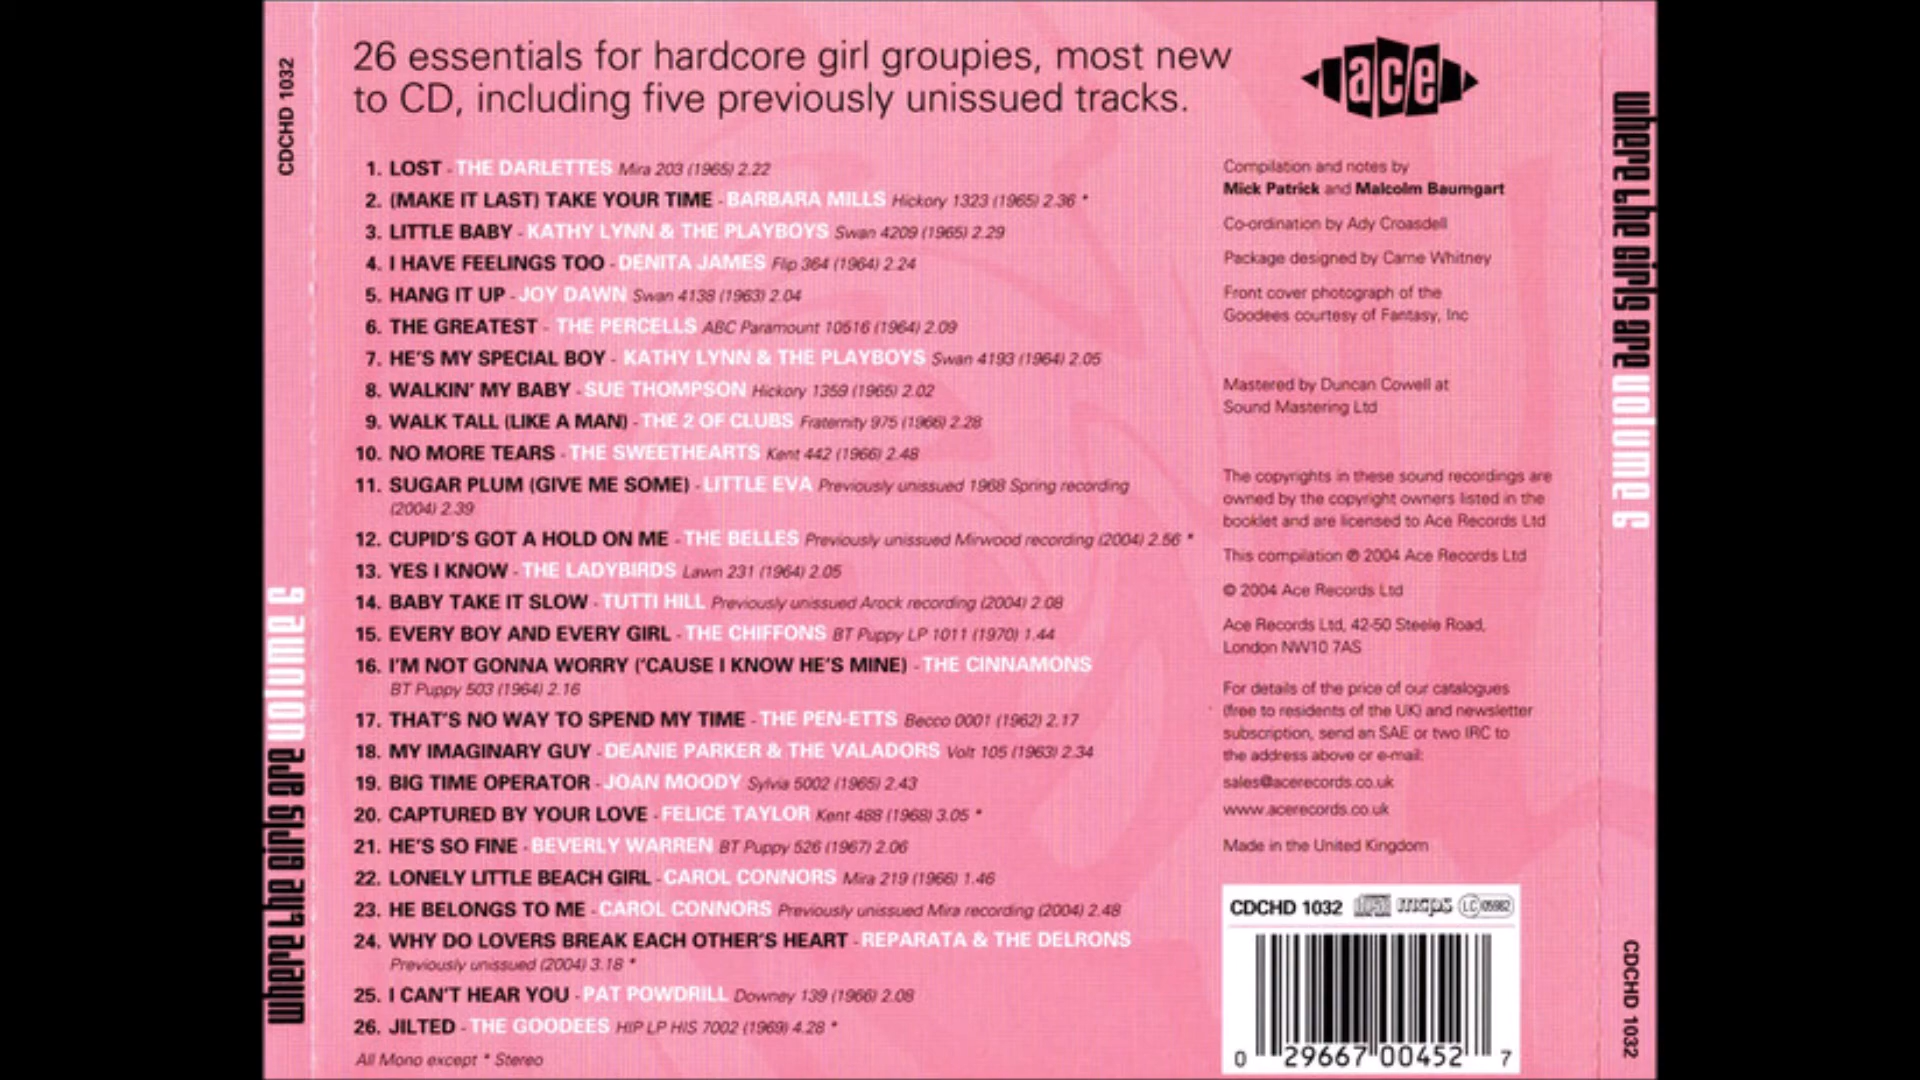 CDCHD 1032
where the girls are volume 6
26 essentials for hardcore girl groupies, most new
to CD, including five previously unissued tracks.
1. LOST - THE DARLETTES Mira 203 (1965) 2.22
2. (MAKE IT LAST) TAKE YOUR TIME - BARBARA MILLS Hickory 1323 (1965) 2.36 *
3. LITTLE BABY - KATHY LYNN & THE PLAYBOYS Swan 4209 (1965) 2.29
4. I HAVE FEELINGS TOO - DENITA JAMES Flip 364 (1964) 2.24
5. HANG IT UP - JOY DAWN Swan 4138 (1963) 2.04
6. THE GREATEST - THE PERCELLS ABC Paramount 10516 (1964) 2.09
7. HE'S MY SPECIAL BOY - KATHY LYNN & THE PLAYBOYS Swan 4193 (1964) 2.05
8. WALKIN' MY BABY - SUE THOMPSON Hickory 1359 (1965) 2.02
9. WALK TALL (LIKE A MAN) - THE 2 OF CLUBS Fraternity 975 (1966) 2.28
10. NO MORE TEARS - THE SWEETHEARTS Kent 442 (1966) 2.48
11. SUGAR PLUM (GIVE ME SOME) - LITTLE EVA Previously unissued 1968 Spring recording
(2004) 2.39
12. CUPID'S GOT A HOLD ON ME - THE BELLES Previously unissued Mirwood recording (2004) 2.56 *
13. YES I KNOW - THE LADYBIRDS Lawn 231 (1964) 2.05
14. BABY TAKE IT SLOW - TUTTI HILL Previously unissued Arock recording (2004) 2.08
15. EVERY BOY AND EVERY GIRL - THE CHIFFONS BT Puppy LP 1011 (1970) 1.44
16. I'M NOT GONNA WORRY ('CAUSE I KNOW HE'S MINE) - THE CINNAMONS
BT Puppy 503 (1964) 2.16
17. THAT'S NO WAY TO SPEND MY TIME - THE PEN-ETTS Becco 0001 (1962) 2.17
18. MY IMAGINARY GUY - DEANIE PARKER & THE VALADORS Volt 105 (1963) 2.34
19. BIG TIME OPERATOR - JOAN MOODY Sylvia 5002 (1965) 2.43
20. CAPTURED BY YOUR LOVE - FELICE TAYLOR Kent 488 (1968) 3.05 *
21. HE'S SO FINE - BEVERLY WARREN BT Puppy 526 (1967) 2.06
22. LONELY LITTLE BEACH GIRL - CAROL CONNORS Mira 219 (1966) 1.46
23. HE BELONGS TO ME - CAROL CONNORS Previously unissued Mira recording (2004) 2.48
24. WHY DO LOVERS BREAK EACH OTHER'S HEART - REPARATA & THE DELRONS
Previously unissued (2004) 3.18 *
25. I CAN'T HEAR YOU - PAT POWDRILL Downey 139 (1966) 2.08
26. JILTED - THE GOODEES HIP LP HIS 7002 (1969) 4.28 *
All Mono except * Stereo
ace
Compilation and notes by
Mick Patrick and Malcolm Baumgart
Co-ordination by Ady Croasdell
Package designed by Carne Whitney
Front cover photograph of the
Goodees courtesy of Fantasy, Inc
Mastered by Duncan Cowell at
Sound Mastering Ltd
The copyrights in these sound recordings are
owned by the copyright owners listed in the
booklet and are licensed to Ace Records Ltd
This compilation ℗ 2004 Ace Records Ltd
© 2004 Ace Records Ltd
Ace Records Ltd, 42-50 Steele Road,
London NW10 7AS
For details of the price of our catalogues
(free to residents of the UK) and newsletter
subscription, send an SAE or two IRC to
the address above or e-mail:
sales@acerecords.co.uk
www.acerecords.co.uk
Made in the United Kingdom
CDCHD 1032 mcps LC 05982
0 29667 00452 7
where the girls are volume 6
CDCHD 1032